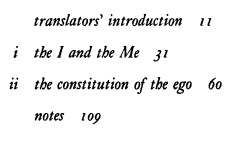 translators' introduction 11
i the I and the Me 31
ii the constitution of the ego 60
notes 109